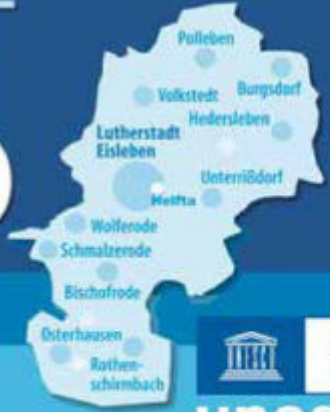 Polleben
Burgsdorf
Volkstedt
Hedersleben
Lutherstadt
Eisleben
Unterrißdorf
Helfta
Wolferode
Schmalzerode
Bischofrode
Osterhausen
Rothen-
schirmbach